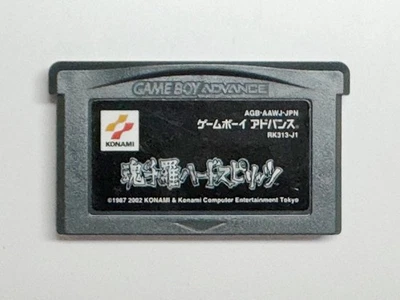 GAME BOY ADVANCE
AGB-AAWJ-JPN
ゲームボーイ アドバンス
RK313-J1
KONAMI
魂斗羅ハードスピリッツ
©1987 2002 KONAMI & Konami Computer Entertainment Tokyo